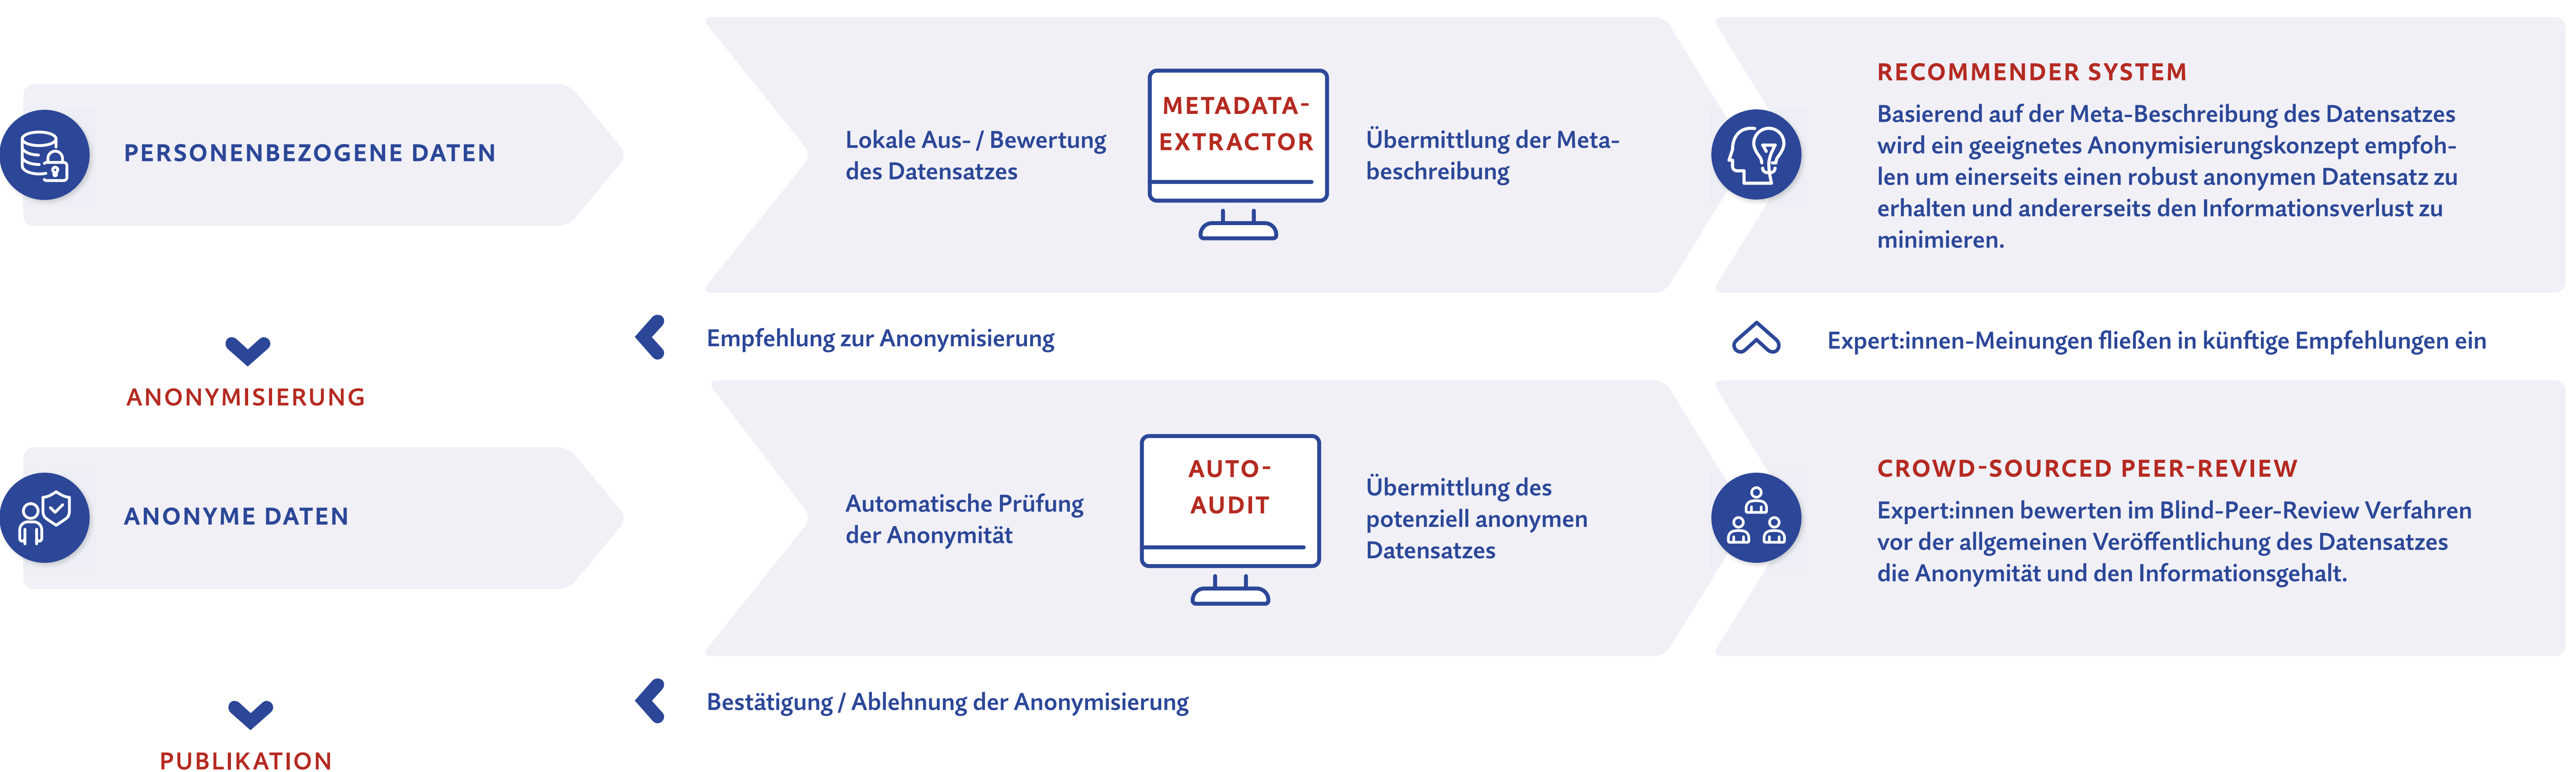 PERSONENBEZOGENE DATEN
Lokale Aus- / Bewertung
des Datensatzes
METADATA-
EXTRACTOR
Übermittlung der Meta-
beschreibung
RECOMMENDER SYSTEM
Basierend auf der Meta-Beschreibung des Datensatzes
wird ein geeignetes Anonymisierungskonzept empfoh-
len um einerseits einen robust anonymen Datensatz zu
erhalten und andererseits den Informationsverlust zu
minimieren.
Empfehlung zur Anonymisierung
Expert:innen-Meinungen fließen in künftige Empfehlungen ein
ANONYMISIERUNG
ANONYME DATEN
Automatische Prüfung
der Anonymität
AUTO-
AUDIT
Übermittlung des
potenziell anonymen
Datensatzes
CROWD-SOURCED PEER-REVIEW
Expert:innen bewerten im Blind-Peer-Review Verfahren
vor der allgemeinen Veröffentlichung des Datensatzes
die Anonymität und den Informationsgehalt.
Bestätigung / Ablehnung der Anonymisierung
PUBLIKATION